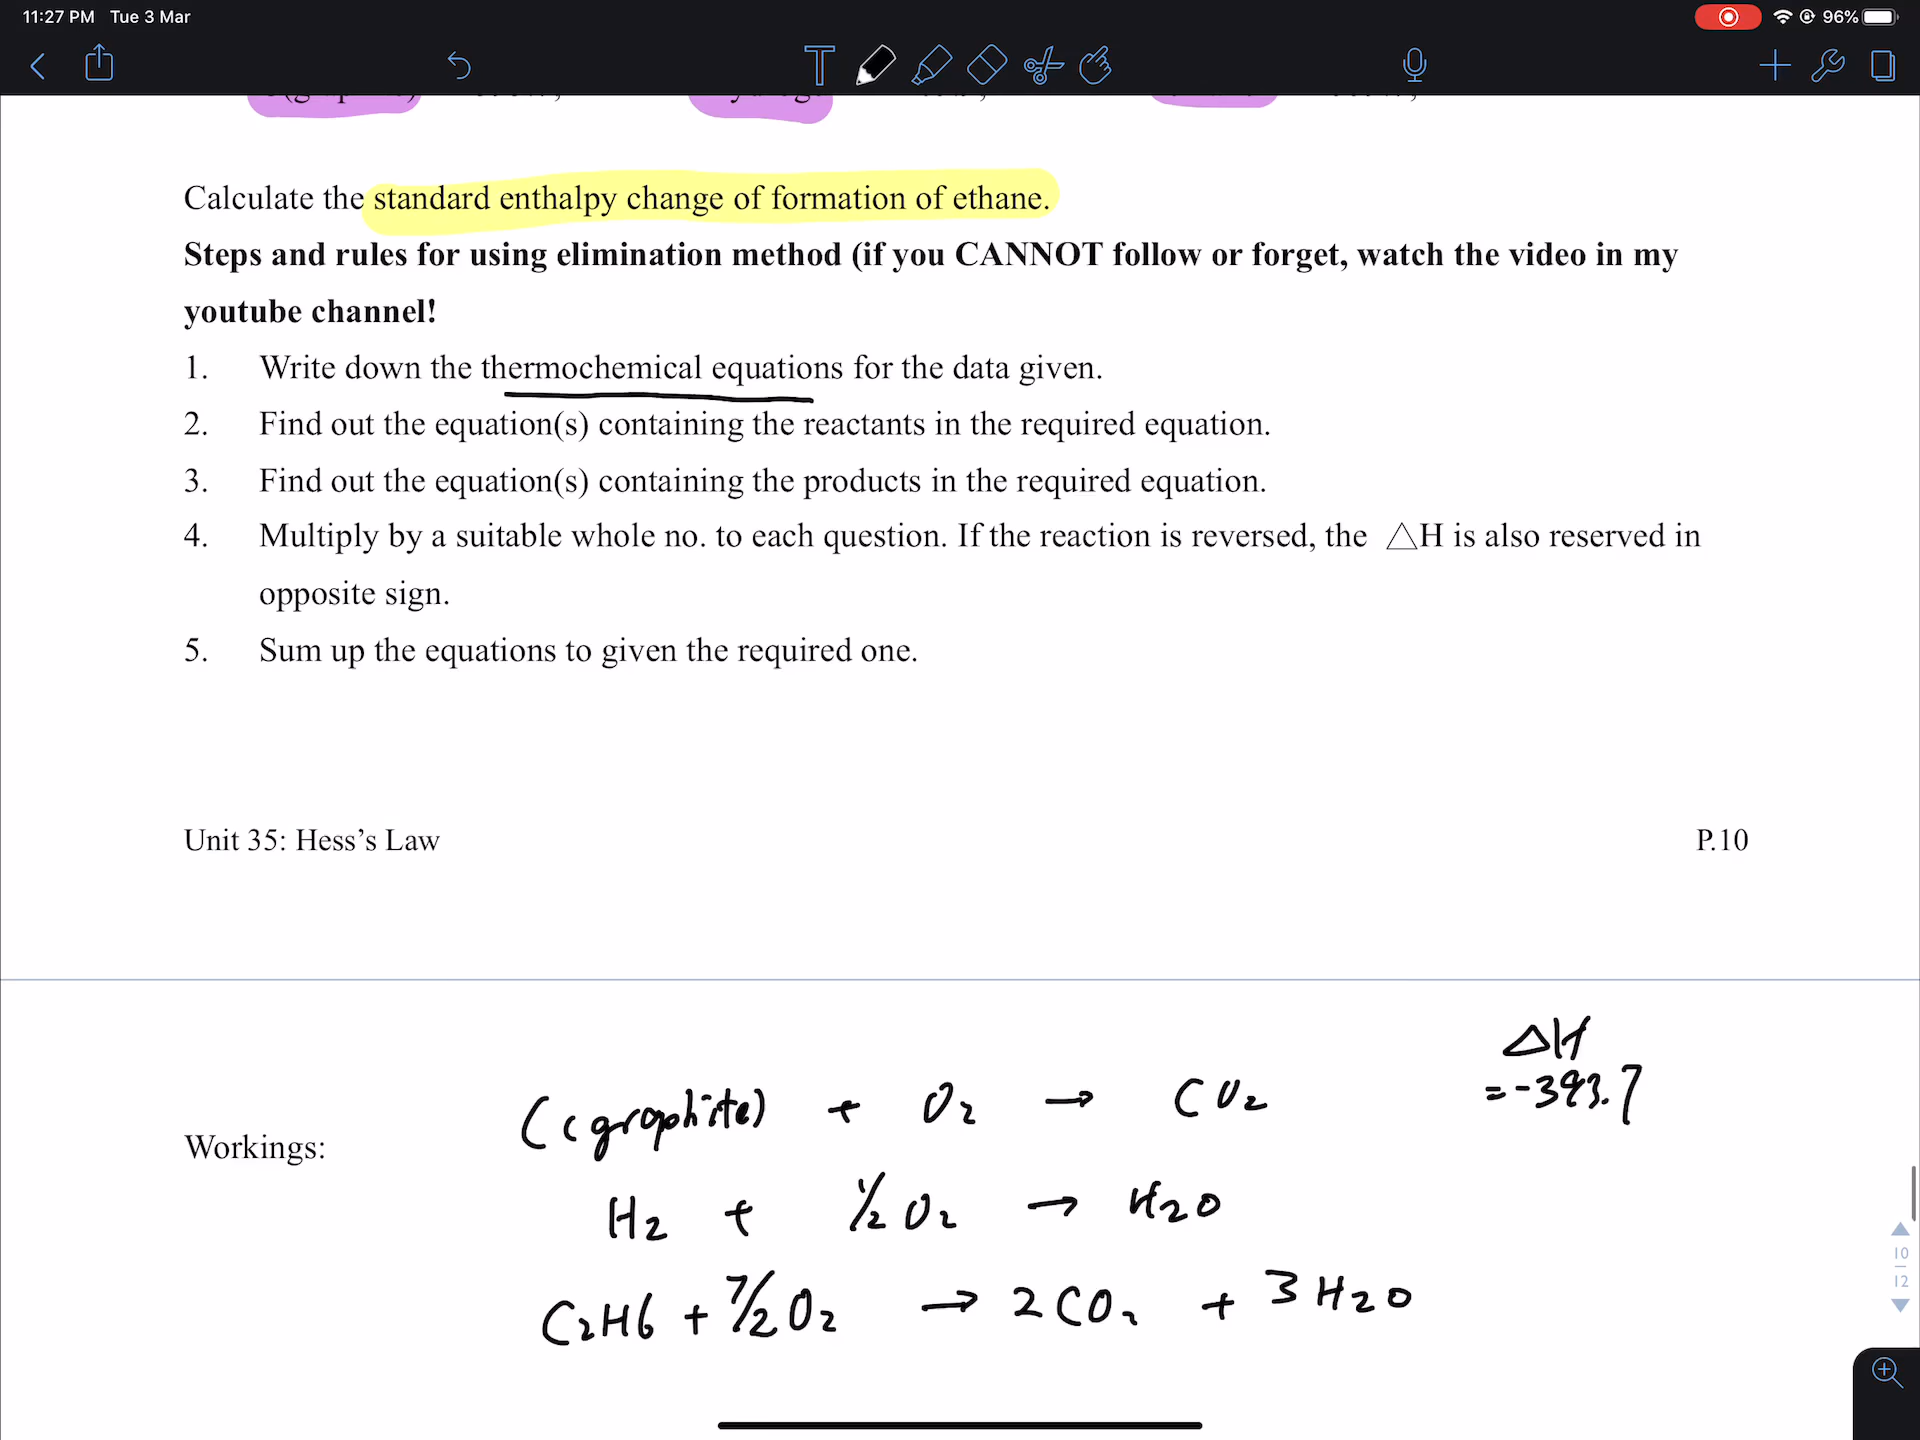 11:27 PM Tue 3 Mar 96%
Calculate the standard enthalpy change of formation of ethane.
Steps and rules for using elimination method (if you CANNOT follow or forget, watch the video in my
youtube channel!
1. Write down the thermochemical equations for the data given.
2. Find out the equation(s) containing the reactants in the required equation.
3. Find out the equation(s) containing the products in the required equation.
4. Multiply by a suitable whole no. to each question. If the reaction is reversed, the △H is also reserved in
opposite sign.
5. Sum up the equations to given the required one.
Unit 35: Hess’s Law P.10
△H
C(graphite) + O₂ → CO₂ = -393.7
Workings:
H₂ + ½ O₂ → H₂O
C₂H₆ + 7/2 O₂ → 2CO₂ + 3H₂O
10
12